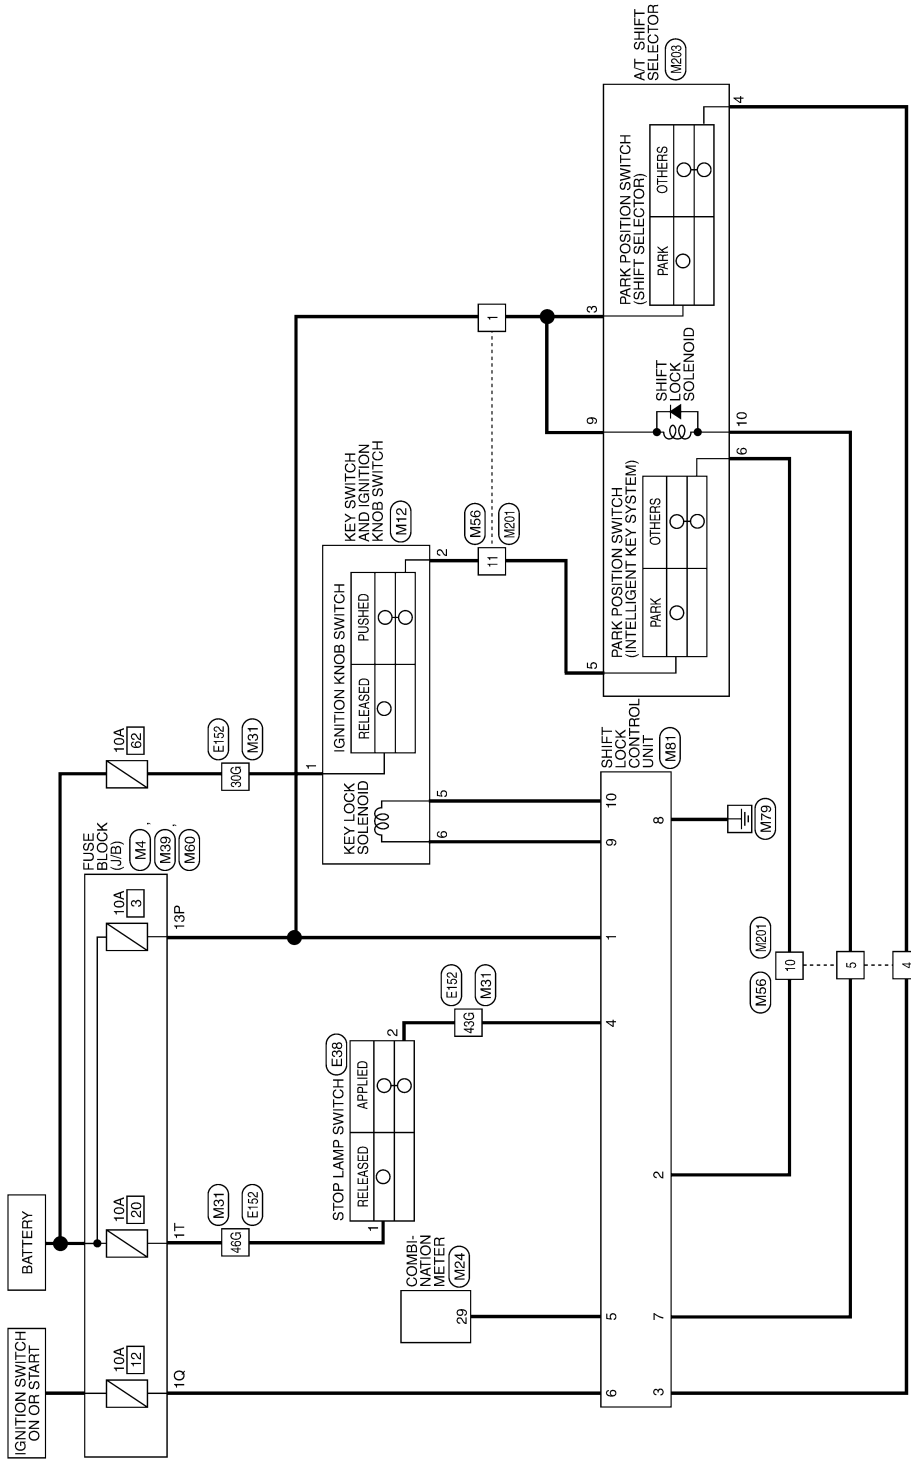 IGNITION SWITCH
ON OR START
BATTERY
FUSE
BLOCK
(J/B)
M4 ,
M39 ,
M60
10A
12
10A
20
10A
3
10A
62
1Q
1T
13P
M31
46G
E152
E152
30G
M31
STOP LAMP SWITCH
E38
RELEASED
APPLIED
1
2
COMBI-
NATION
METER
M24
29
E152
43G
M31
KEY SWITCH
AND IGNITION
KNOB SWITCH
M12
KEY LOCK
SOLENOID
IGNITION KNOB SWITCH
RELEASED
PUSHED
1
6
5
2
M56
11
M201
1
6
5
4
1
9
10
SHIFT
LOCK
CONTROL
UNIT
M81
3
7
2
8
M79
A/T SHIFT
SELECTOR
M203
5
9
3
PARK POSITION SWITCH
(INTELLIGENT KEY SYSTEM)
PARK
OTHERS
SHIFT
LOCK
SOLENOID
PARK POSITION SWITCH
(SHIFT SELECTOR)
PARK
OTHERS
6
10
4
M56
10
M201
5
4